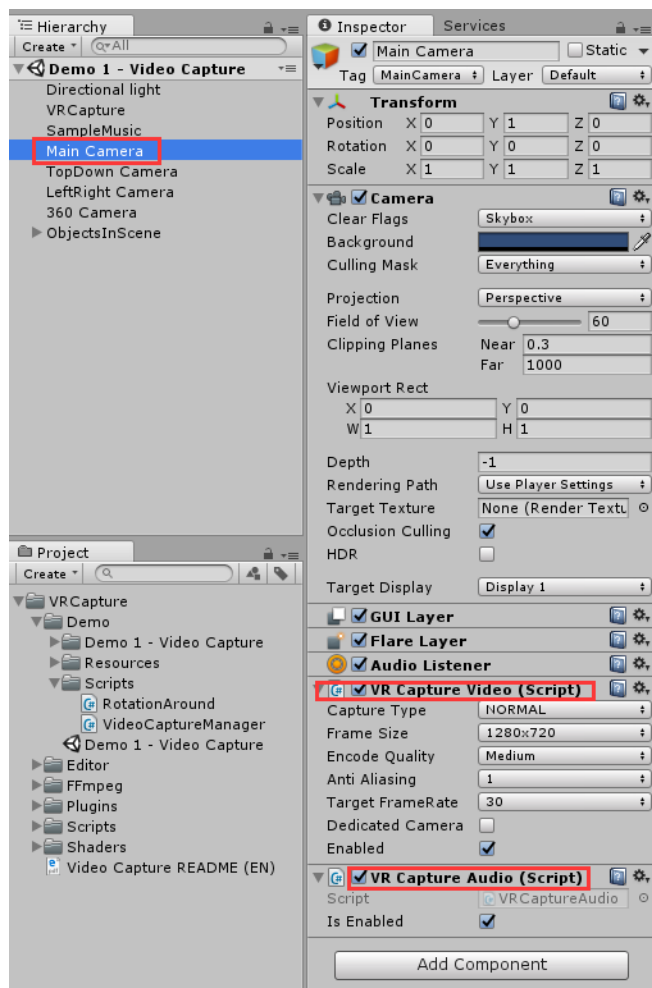 Hierarchy
Create
All
Demo 1 - Video Capture
Directional light
VRCapture
SampleMusic
Main Camera
TopDown Camera
LeftRight Camera
360 Camera
ObjectsInScene
Project
Create
VRCapture
Demo
Demo 1 - Video Capture
Resources
Scripts
RotationAround
VideoCaptureManager
Demo 1 - Video Capture
Editor
FFmpeg
Plugins
Scripts
Shaders
Video Capture README (EN)
Inspector Services
Main Camera Static
Tag MainCamera Layer Default
Transform
Position X 0 Y 1 Z 0
Rotation X 0 Y 0 Z 0
Scale X 1 Y 1 Z 1
Camera
Clear Flags Skybox
Background
Culling Mask Everything
Projection Perspective
Field of View 60
Clipping Planes Near 0.3
Far 1000
Viewport Rect
X 0 Y 0
W 1 H 1
Depth -1
Rendering Path Use Player Settings
Target Texture None (Render Textu
Occlusion Culling
HDR
Target Display Display 1
GUI Layer
Flare Layer
Audio Listener
VR Capture Video (Script)
Capture Type NORMAL
Frame Size 1280x720
Encode Quality Medium
Anti Aliasing 1
Target FrameRate 30
Dedicated Camera
Enabled
VR Capture Audio (Script)
Script VRCaptureAudio
Is Enabled
Add Component